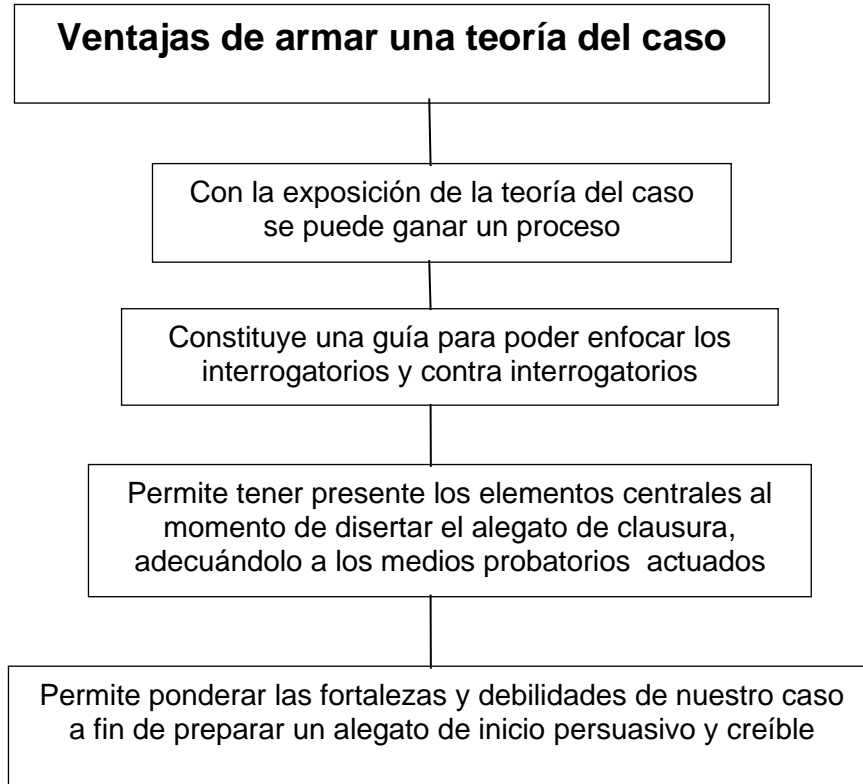 Ventajas de armar una teoría del caso
Con la exposición de la teoría del caso
se puede ganar un proceso
Constituye una guía para poder enfocar los
interrogatorios y contra interrogatorios
Permite tener presente los elementos centrales al
momento de disertar el alegato de clausura,
adecuándolo a los medios probatorios actuados
Permite ponderar las fortalezas y debilidades de nuestro caso
a fin de preparar un alegato de inicio persuasivo y creíble